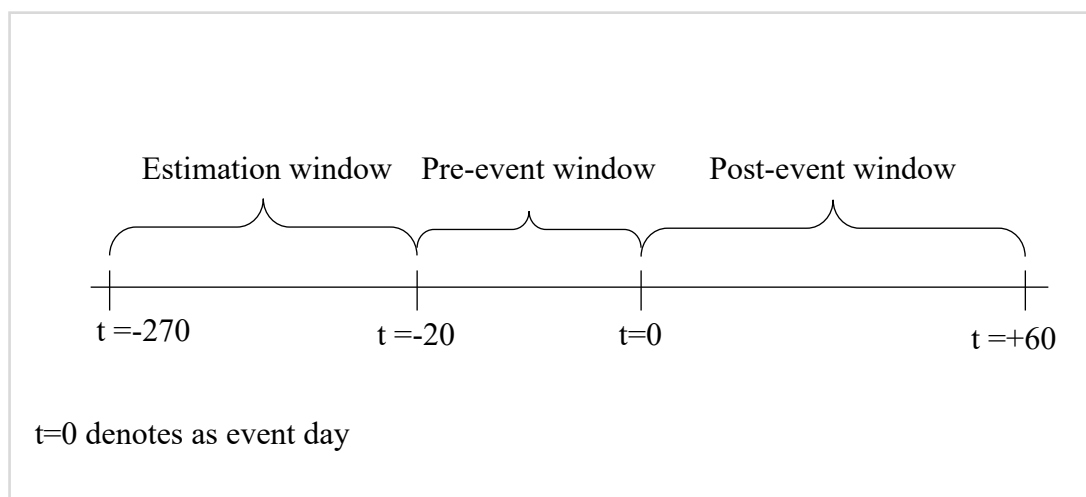 Estimation window Pre-event window Post-event window
t =-270 t =-20 t=0 t =+60
t=0 denotes as event day